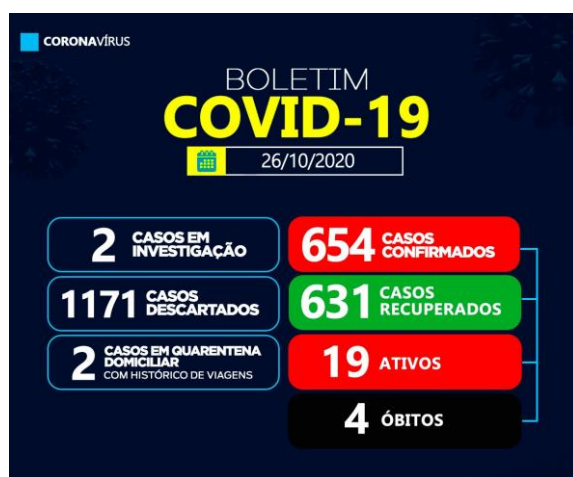 CORONAVÍRUS
BOLETIM
COVID-19
26/10/2020
2 CASOS EM
INVESTIGAÇÃO
654 CASOS
CONFIRMADOS
1171 CASOS
DESCARTADOS
631 CASOS
RECUPERADOS
2 CASOS EM QUARENTENA
DOMICILIAR
COM HISTÓRICO DE VIAGENS
19 ATIVOS
4 ÓBITOS